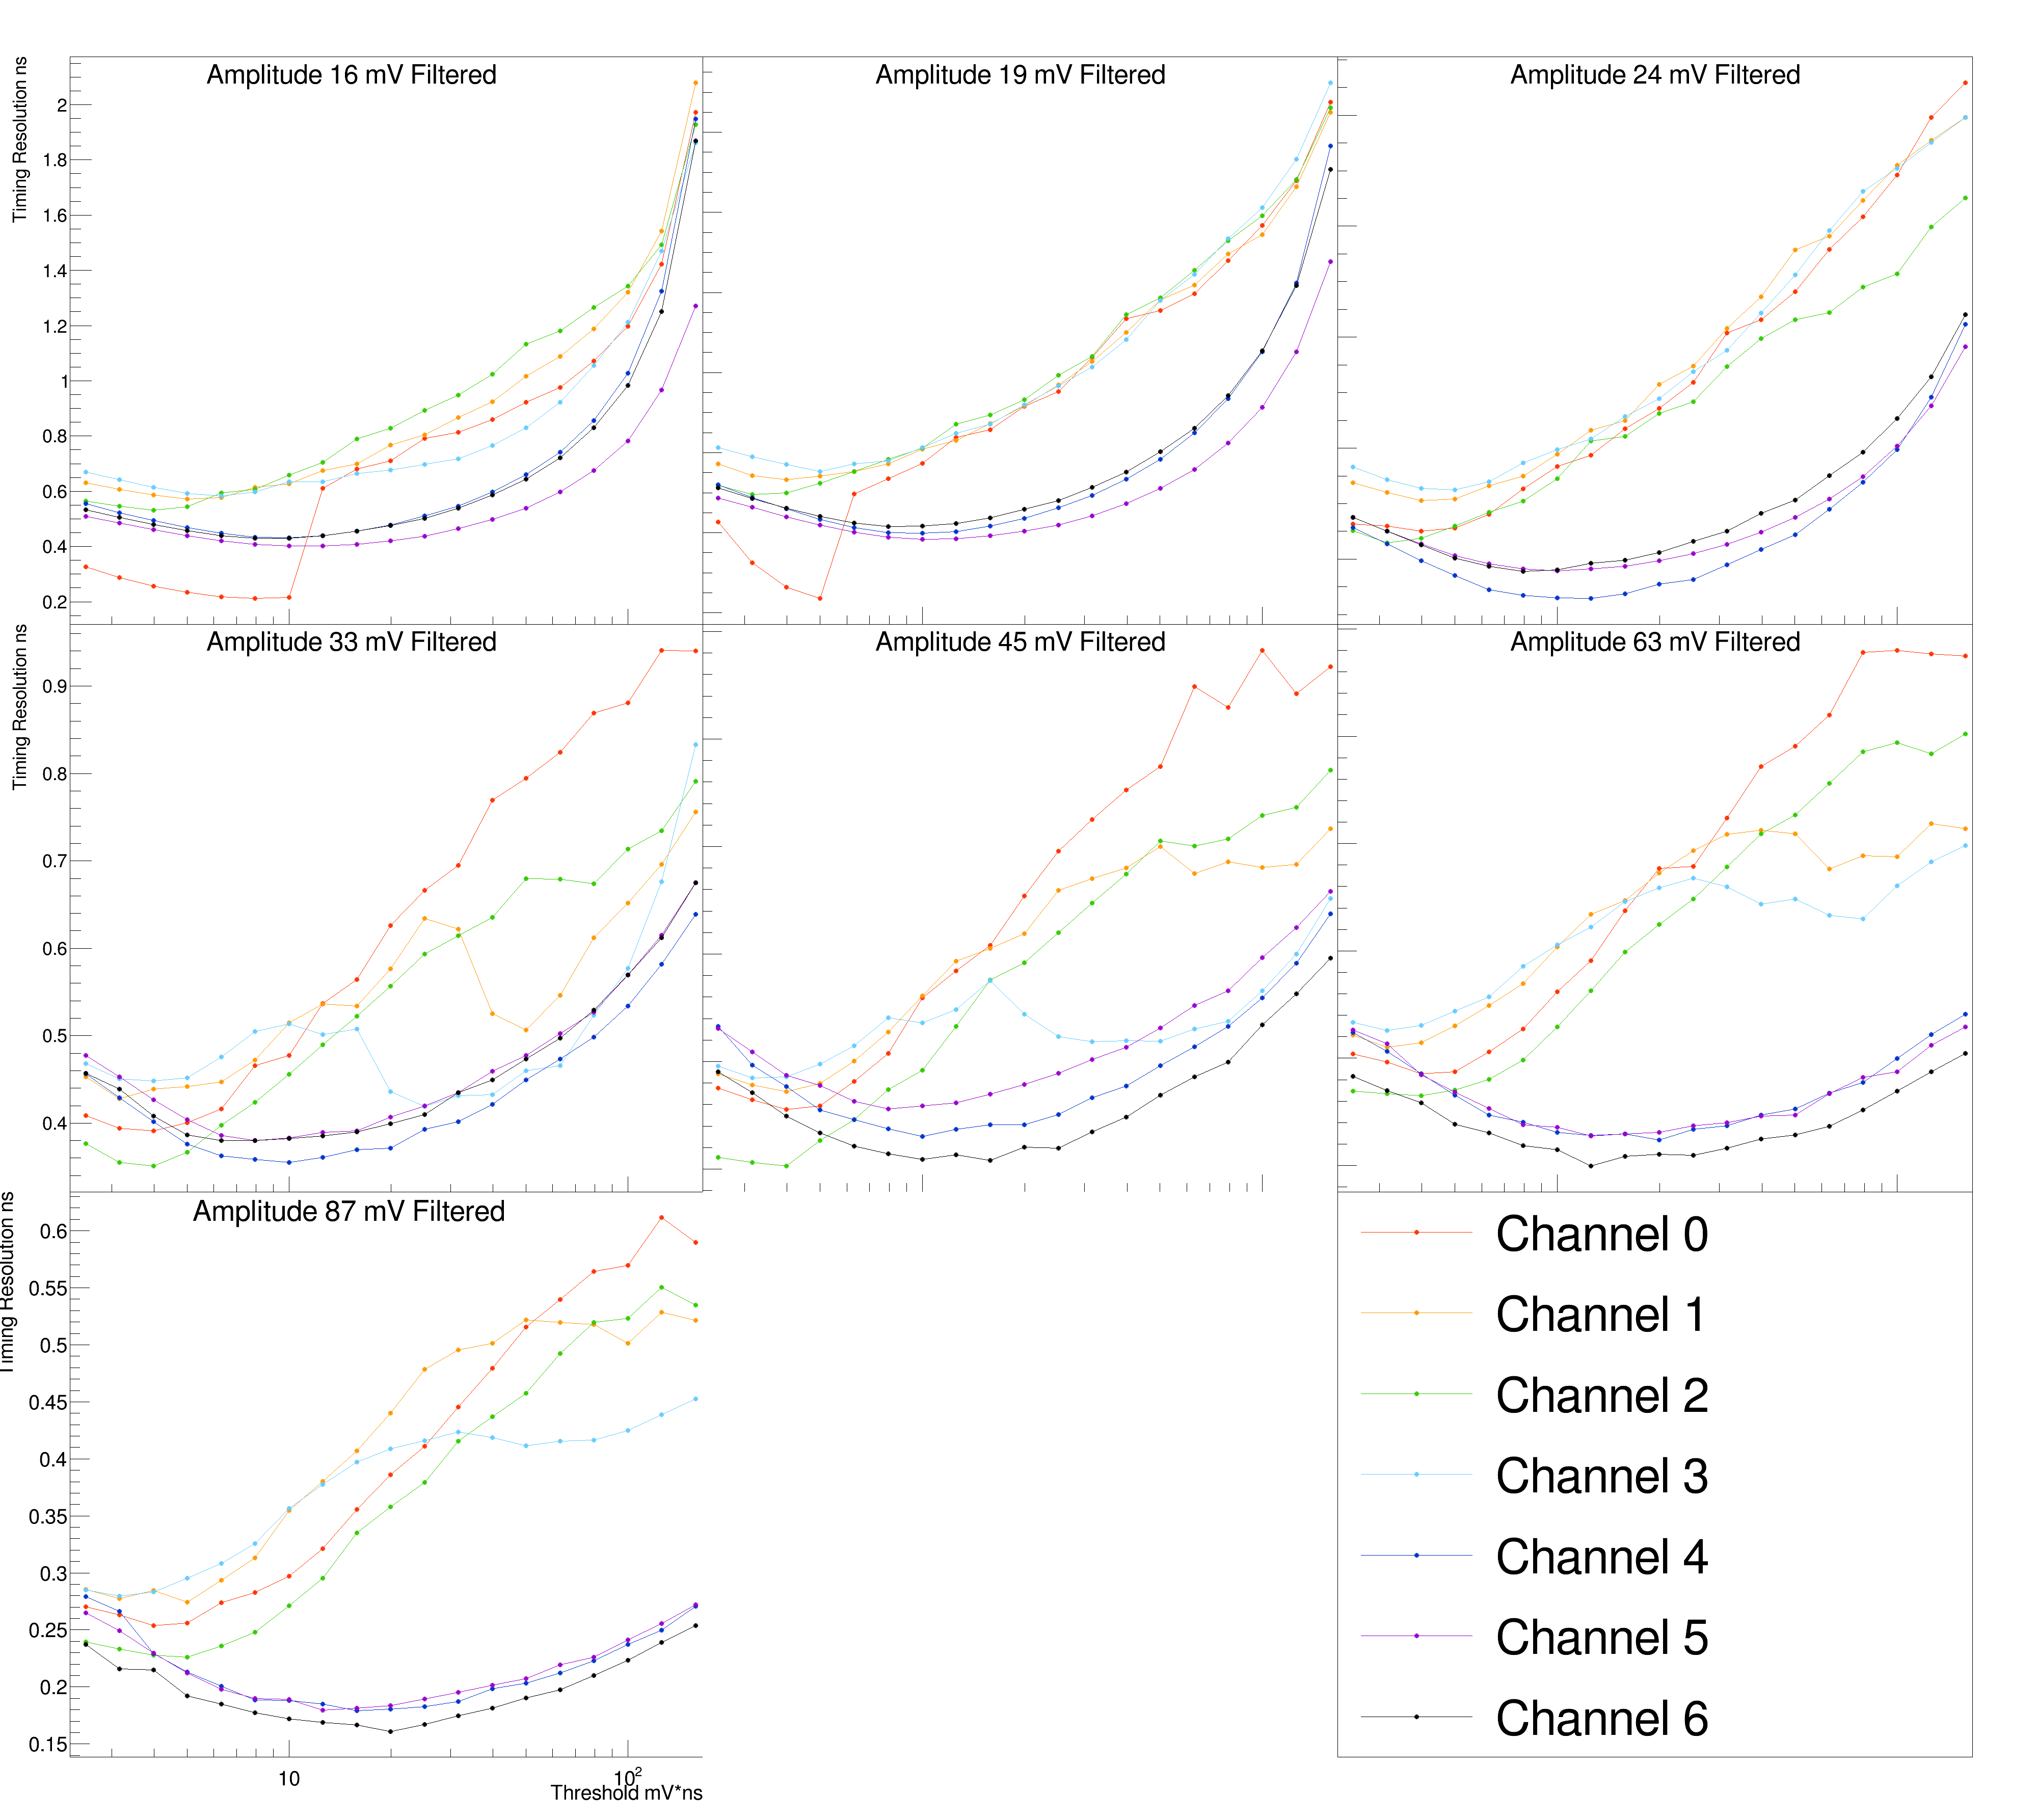 Timing Resolution ns
Amplitude 16 mV Filtered
2
1.8
1.6
1.4
1.2
1
0.8
0.6
0.4
0.2
Amplitude 19 mV Filtered
Amplitude 24 mV Filtered
Timing Resolution ns
Amplitude 33 mV Filtered
0.9
0.8
0.7
0.6
0.5
0.4
Amplitude 45 mV Filtered
Amplitude 63 mV Filtered
Timing Resolution ns
Amplitude 87 mV Filtered
0.6
0.55
0.5
0.45
0.4
0.35
0.3
0.25
0.2
0.15
10
10²
Threshold mV*ns
Channel 0
Channel 1
Channel 2
Channel 3
Channel 4
Channel 5
Channel 6